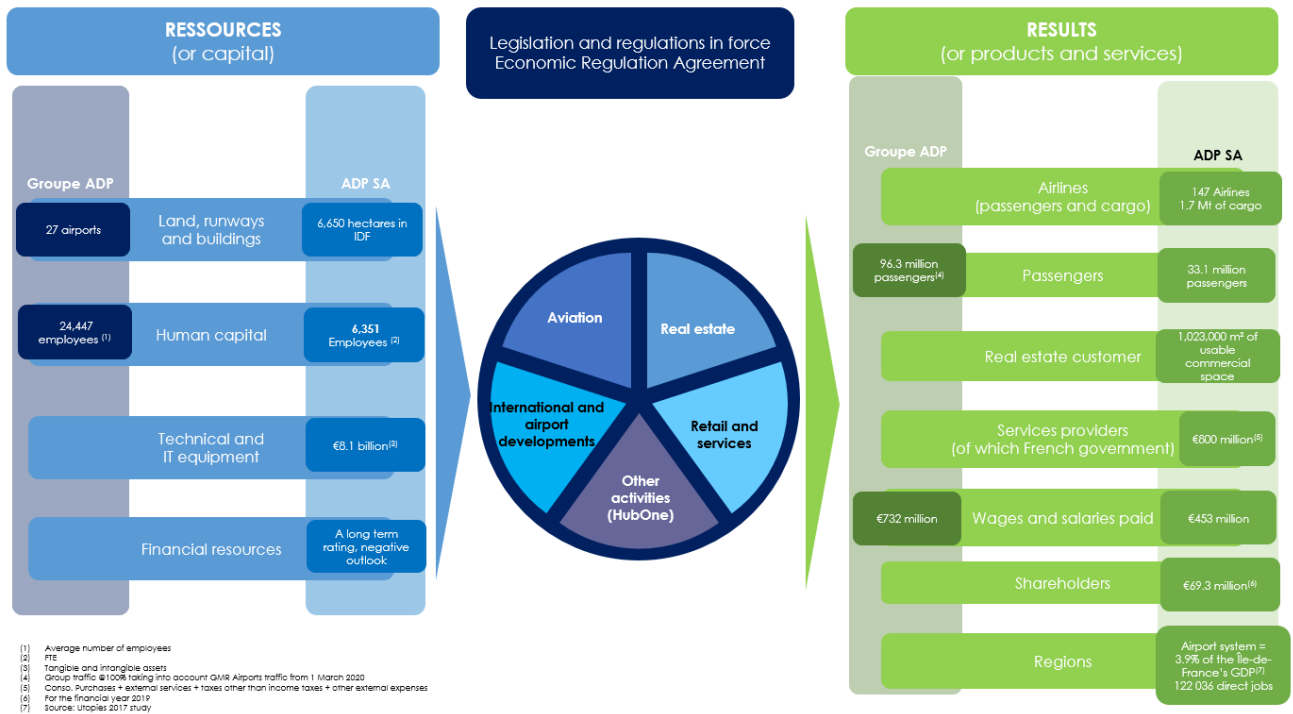 RESSOURCES
(or capital)
Groupe ADP
ADP SA
27 airports
Land, runways
and buildings
6,650 hectares in
IDF
24,447
employees (1)
Human capital
6,351
Employees (2)
Technical and
IT equipment
€8.1 billion(3)
Financial resources
A long term
rating, negative
outlook
Legislation and regulations in force
Economic Regulation Agreement
Aviation
Real estate
International and
airport
developments
Retail and
services
Other
activities
(HubOne)
RESULTS
(or products and services)
Groupe ADP
ADP SA
Airlines
(passengers and cargo)
147 Airlines
1.7 Mt of cargo
96.3 million
passengers(4)
Passengers
33.1 million
passengers
Real estate customer
1,023,000 m² of
usable
commercial
space
Services providers
(of which French government)
€800 million(5)
€732 million
Wages and salaries paid
€453 million
Shareholders
€69.3 million(6)
Regions
Airport system =
3.9% of the Île-de-
France's GDP(7)
122 036 direct jobs
(1) Average number of employees
(2) FTE
(3) Tangible and intangible assets
(4) Group traffic @100% taking into account GMR Airports traffic from 1 March 2020
(5) Conso. Purchases + external services + taxes other than income taxes + other external expenses
(6) For the financial year 2019
(7) Source: Utopies 2017 study